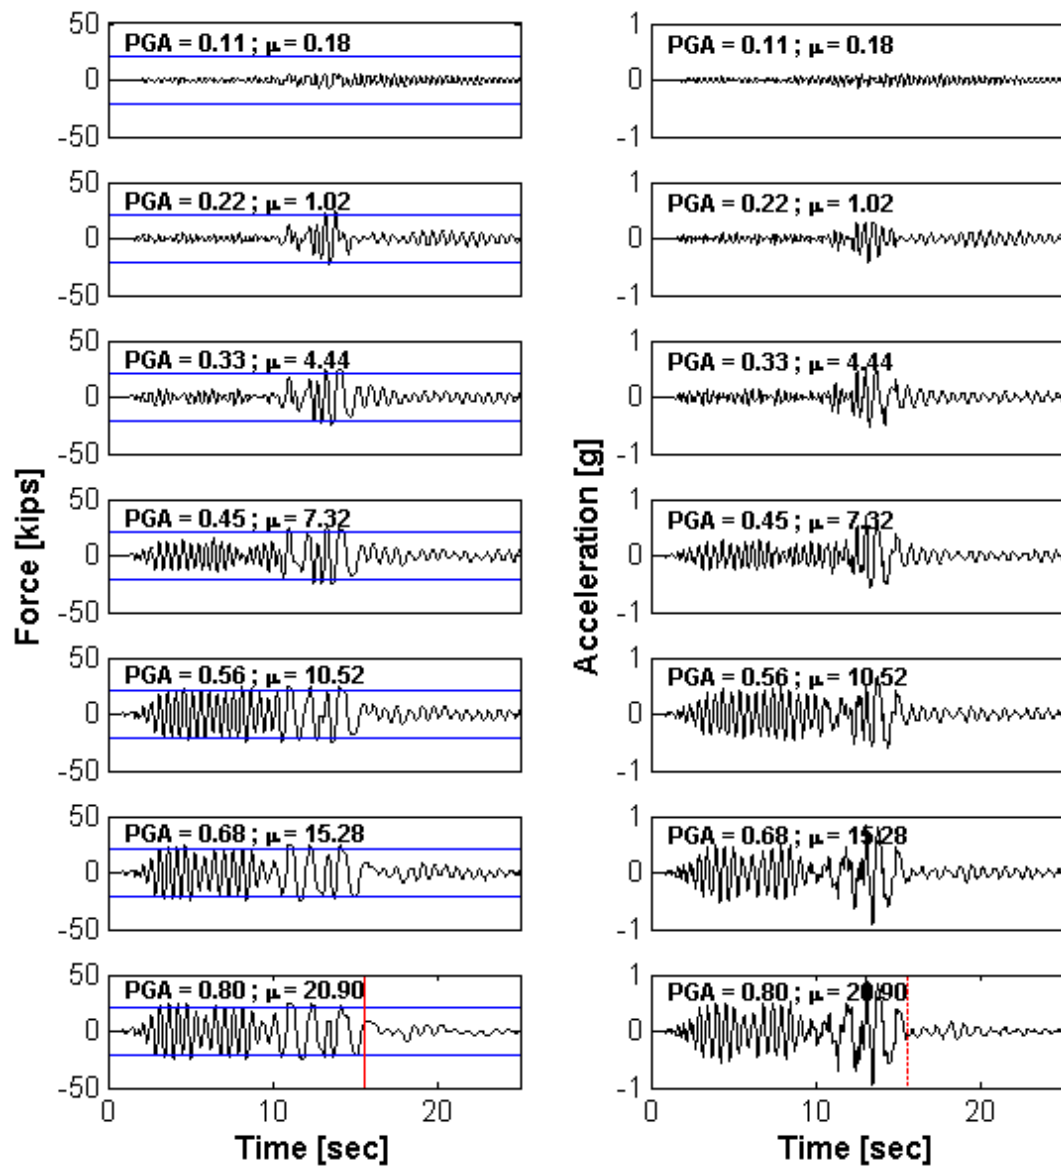 50
PGA = 0.11 ; μ = 0.18
0
-50
1
PGA = 0.11 ; μ = 0.18
0
-1
50
PGA = 0.22 ; μ = 1.02
0
-50
1
PGA = 0.22 ; μ = 1.02
0
-1
50
PGA = 0.33 ; μ = 4.44
0
-50
1
PGA = 0.33 ; μ = 4.44
0
-1
Force [kips]
Acceleration [g]
50
PGA = 0.45 ; μ = 7.32
0
-50
1
PGA = 0.45 ; μ = 7.32
0
-1
50
PGA = 0.56 ; μ = 10.52
0
-50
1
PGA = 0.56 ; μ = 10.52
0
-1
50
PGA = 0.68 ; μ = 15.28
0
-50
1
PGA = 0.68 ; μ = 15.28
0
-1
50
PGA = 0.80 ; μ = 20.90
0
-50
0 10 20
Time [sec]
1
PGA = 0.80 ; μ = 20.90
0
-1
0 10 20
Time [sec]